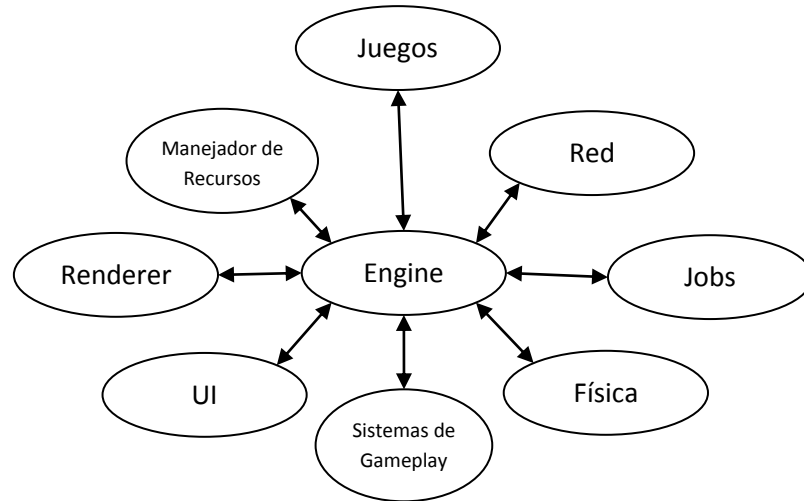 Juegos
Manejador de
Recursos
Red
Renderer
Engine
Jobs
UI
Física
Sistemas de
Gameplay